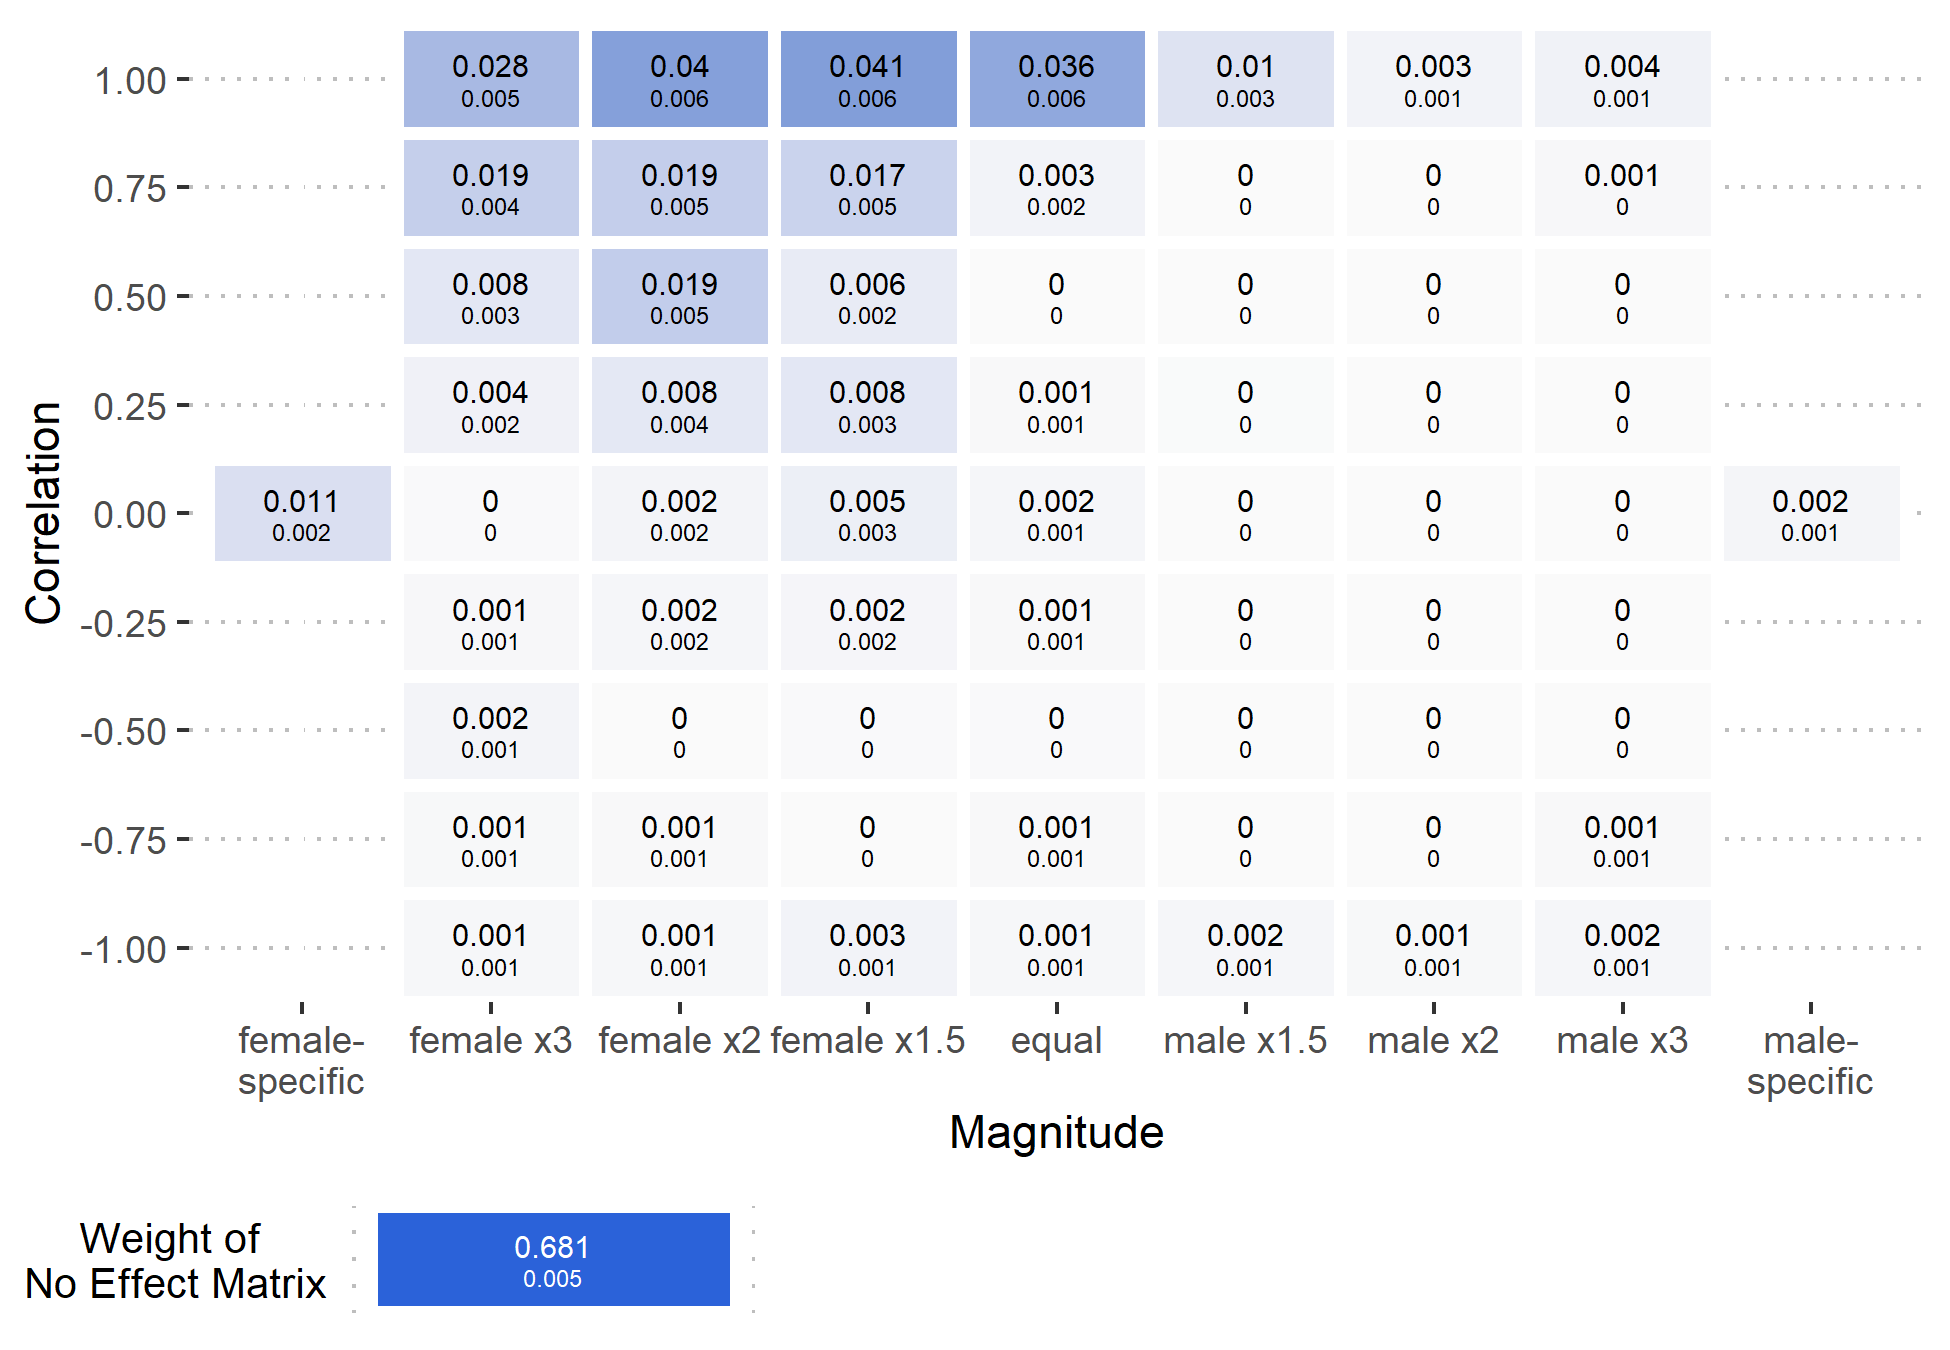 1.00 0.028 0.04 0.041 0.036 0.01 0.003 0.004
0.005 0.006 0.006 0.006 0.003 0.001 0.001
0.75 0.019 0.019 0.017 0.003 0 0 0.001
0.004 0.005 0.005 0.002 0 0 0
0.50 0.008 0.019 0.006 0 0 0 0
0.003 0.005 0.002 0 0 0 0
0.25 0.004 0.008 0.008 0.001 0 0 0
0.002 0.004 0.003 0.001 0 0 0
Correlation
0.00 0.011 0 0.002 0.005 0.002 0 0 0 0.002
0.002 0 0.002 0.003 0.001 0 0 0 0.001
-0.25 0.001 0.002 0.002 0.001 0 0 0
0.001 0.002 0.002 0.001 0 0 0
-0.50 0.002 0 0 0 0 0 0
0.001 0 0 0 0 0 0
-0.75 0.001 0.001 0 0.001 0 0 0.001
0.001 0.001 0 0.001 0 0 0.001
-1.00 0.001 0.001 0.003 0.001 0.002 0.001 0.002
0.001 0.001 0.001 0.001 0.001 0.001 0.001
female- female x3 female x2 female x1.5 equal male x1.5 male x2 male x3 male-
specific specific
Magnitude
Weight of
No Effect Matrix
0.681
0.005